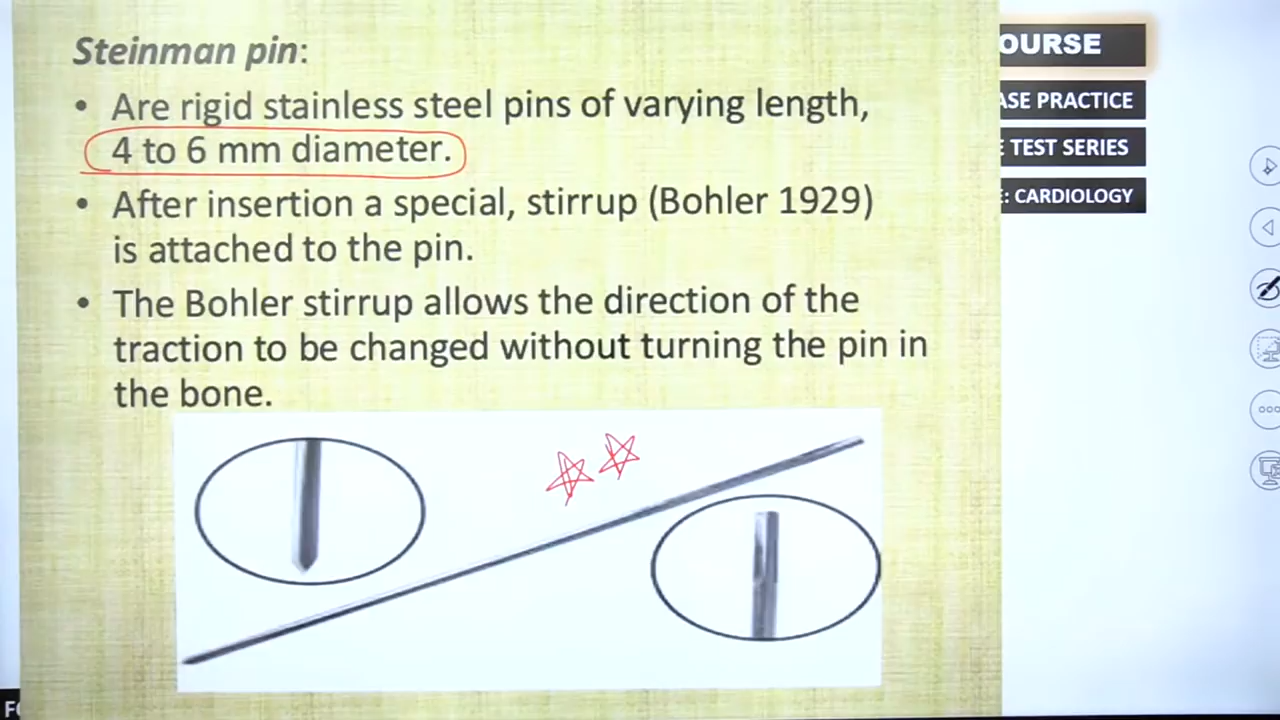 Steinman pin:
• Are rigid stainless steel pins of varying length,
4 to 6 mm diameter.
• After insertion a special, stirrup (Bohler 1929)
is attached to the pin.
• The Bohler stirrup allows the direction of the
traction to be changed without turning the pin in
the bone.
OURSE
ASE PRACTICE
TEST SERIES
: CARDIOLOGY